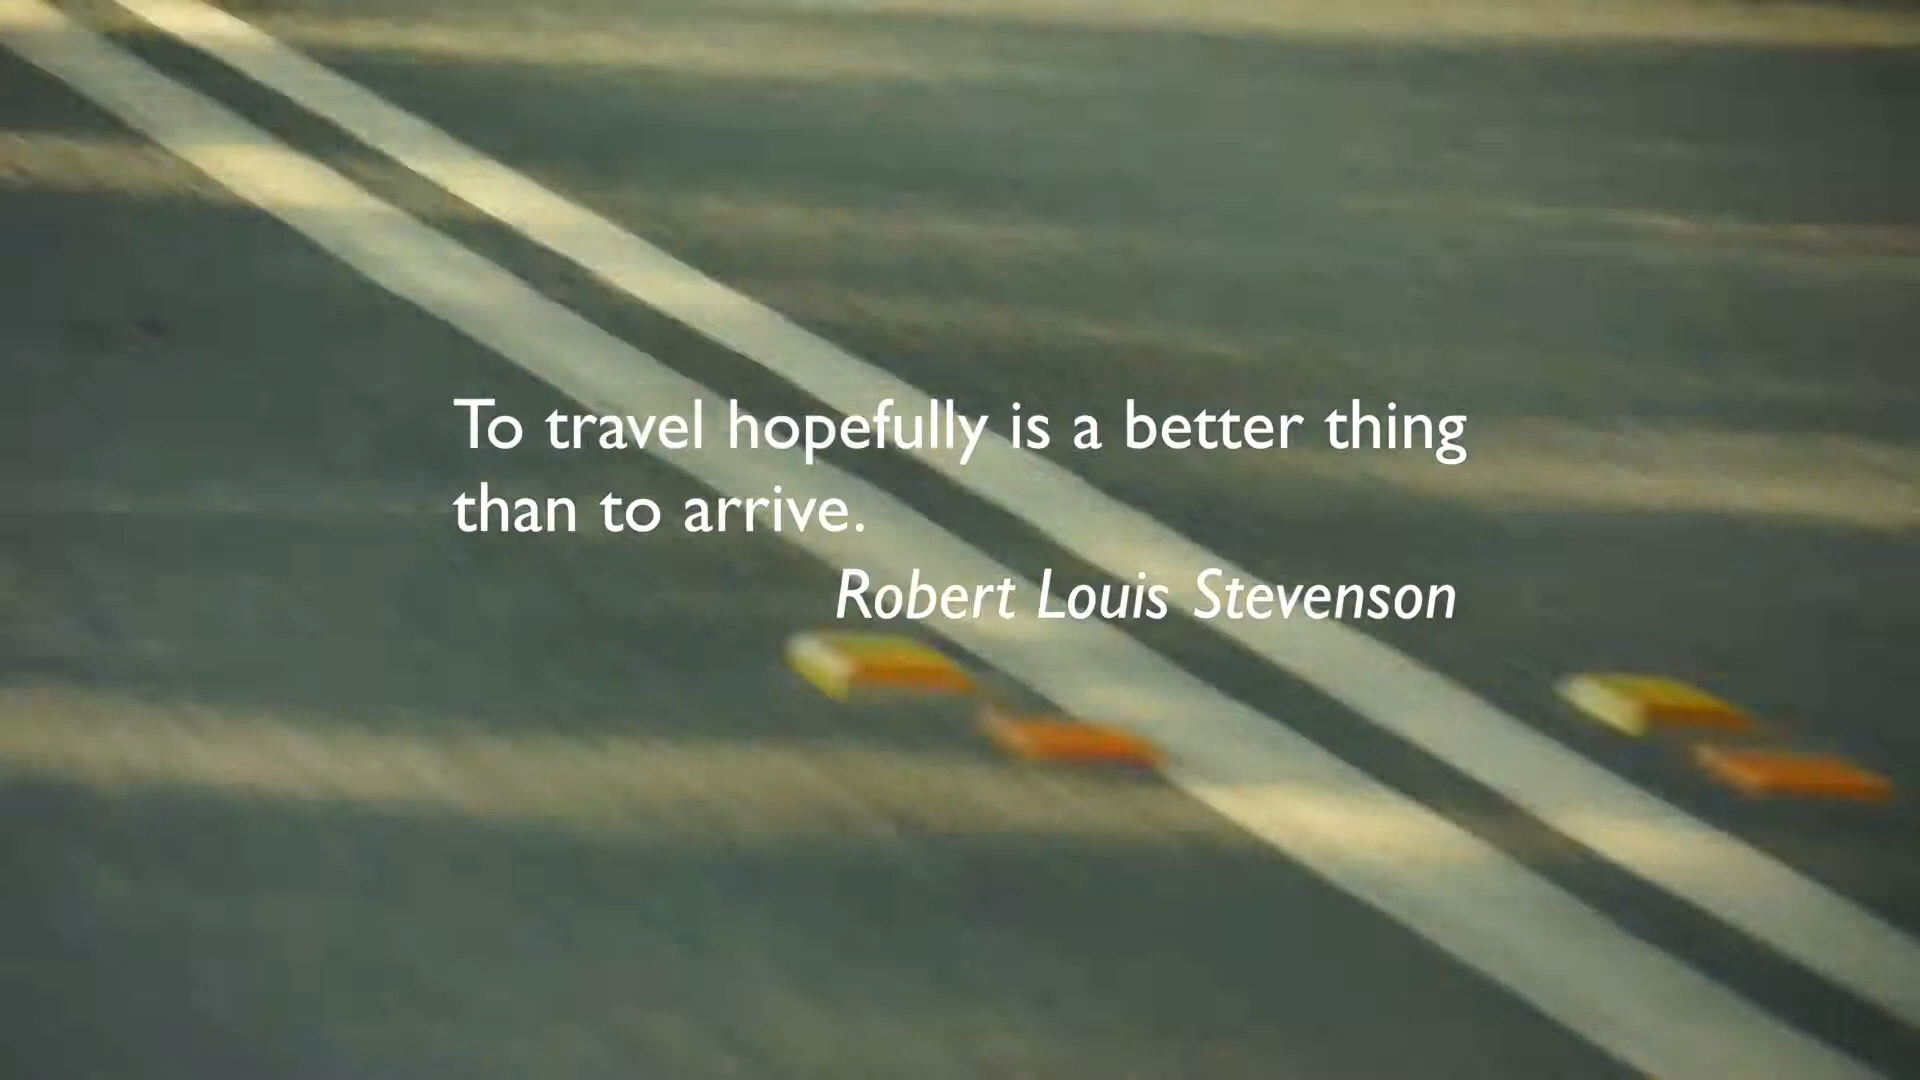 To travel hopefully is a better thing
than to arrive.
Robert Louis Stevenson